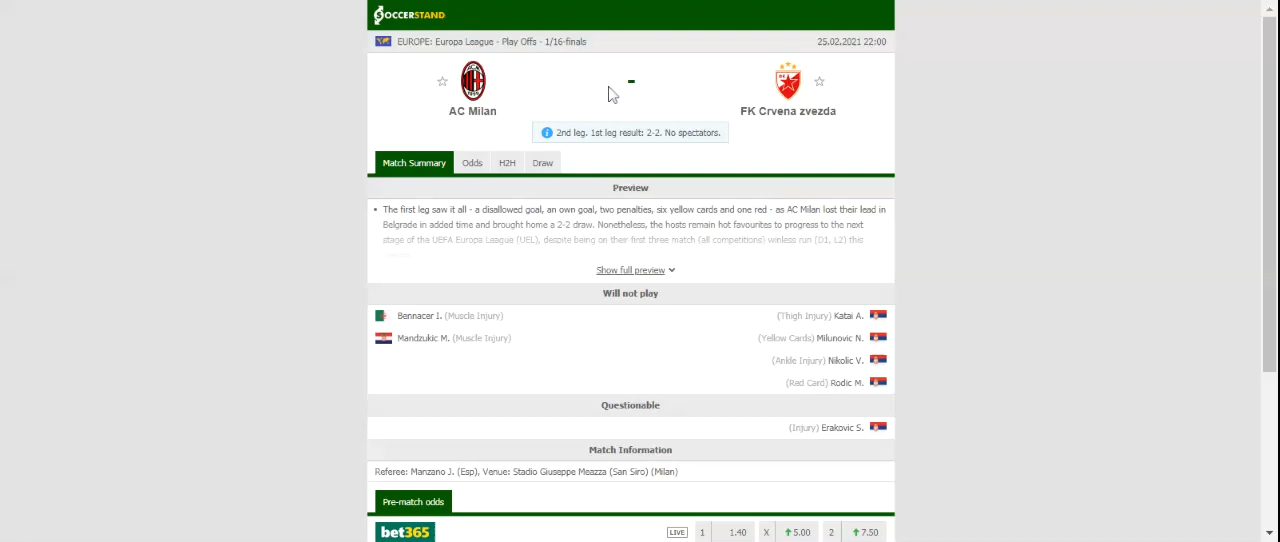 SOCCERSTAND
EUROPE: Europa League - Play Offs - 1/16-finals 25.02.2021 22:00
AC Milan - FK Crvena zvezda
2nd leg. 1st leg result: 2-2. No spectators.
Match Summary Odds H2H Draw
Preview
• The first leg saw it all - a disallowed goal, an own goal, two penalties, six yellow cards and one red - as AC Milan lost their lead in
Belgrade in added time and brought home a 2-2 draw. Nonetheless, the hosts remain hot favourites to progress to the next
stage of the UEFA Europa League (UEL), despite being on their first three match (all competitions) winless run (D1, L2) this
Show full preview
Will not play
Bennacer I. (Muscle Injury) (Thigh Injury) Katai A.
Mandzukic M. (Muscle Injury) (Yellow Cards) Milunovic N.
(Ankle Injury) Nikolic V.
(Red Card) Rodic M.
Questionable
(Injury) Erakovic S.
Match Information
Referee: Manzano J. (Esp), Venue: Stadio Giuseppe Meazza (San Siro) (Milan)
Pre-match odds
bet365 LIVE 1 1.40 X 5.00 2 7.50